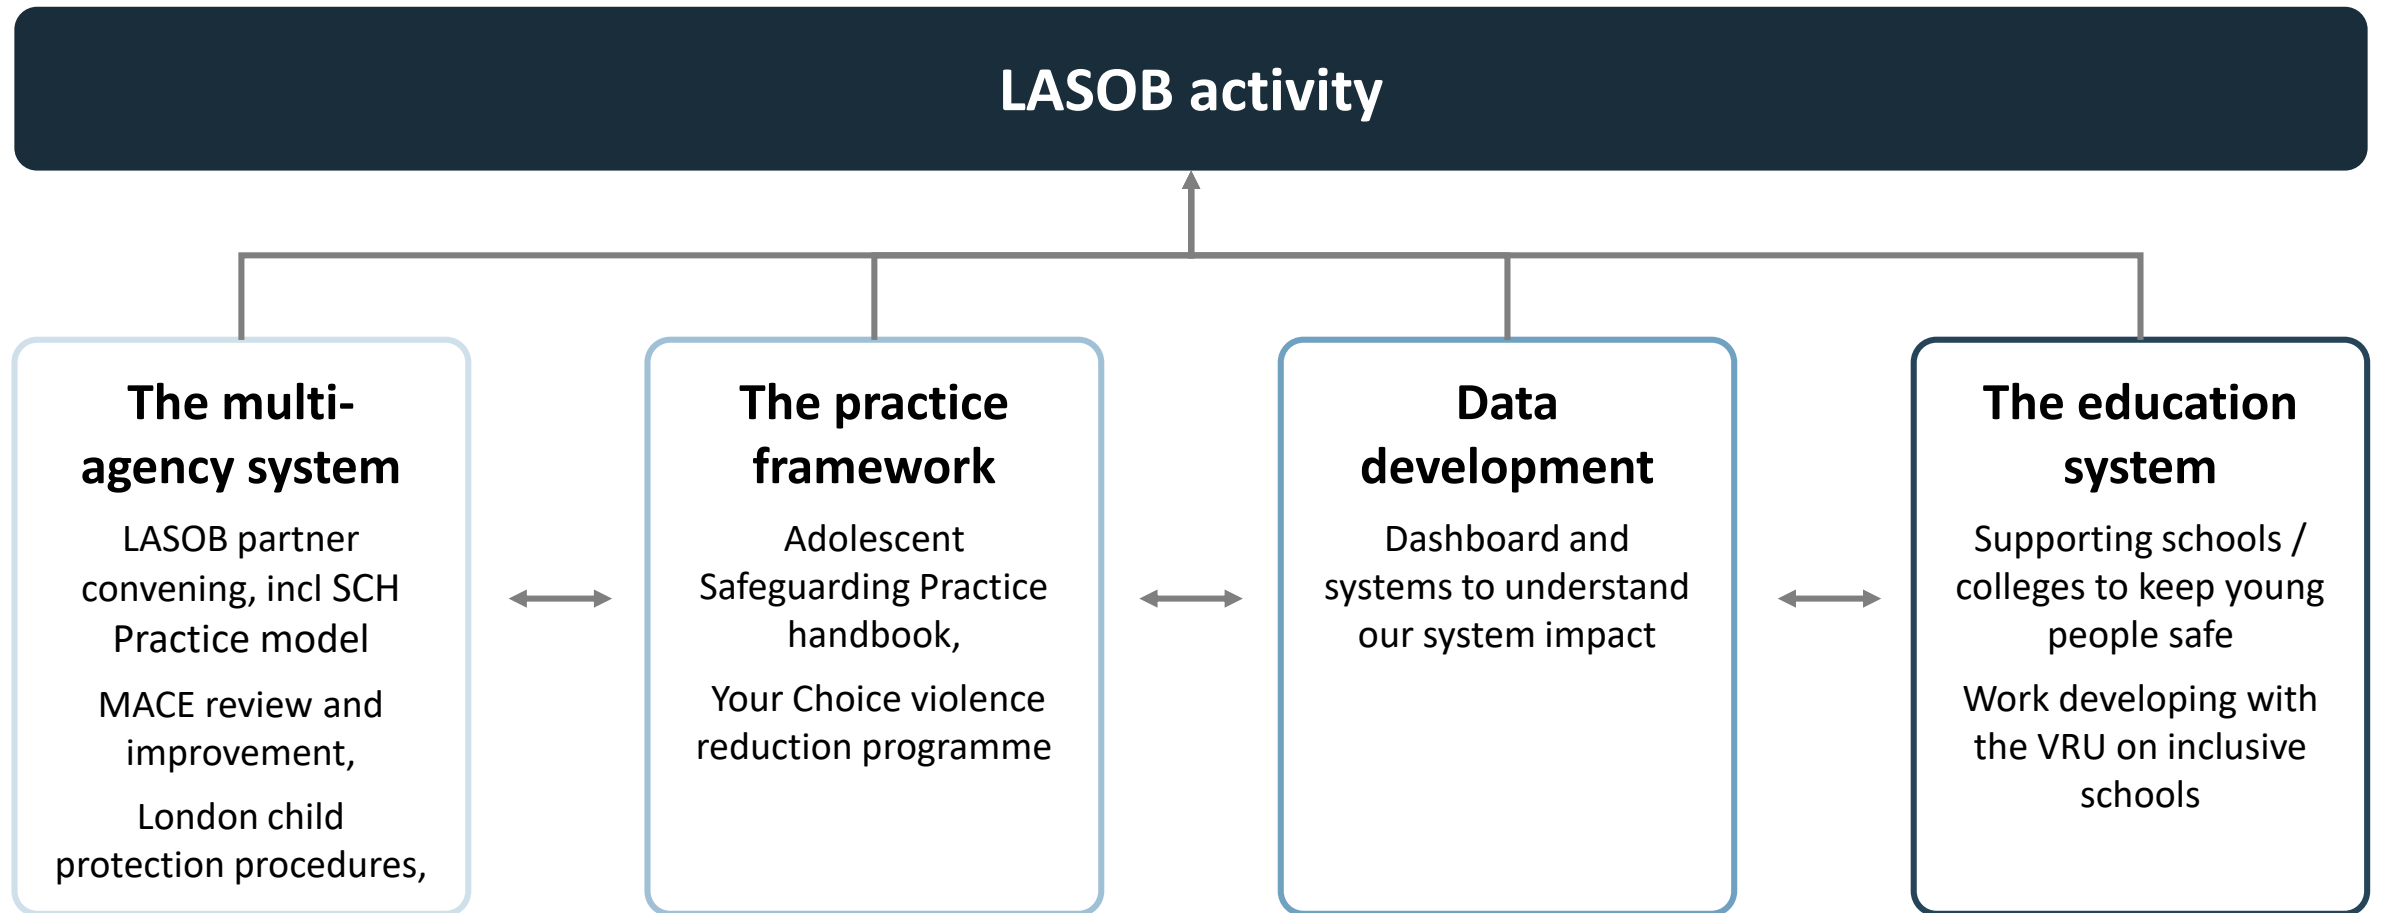 LASOB activity
The multi-
agency system
LASOB partner
convening, incl SCH
Practice model
MACE review and
improvement,
London child
protection procedures,
The practice
framework
Adolescent
Safeguarding Practice
handbook,
Your Choice violence
reduction programme
Data
development
Dashboard and
systems to understand
our system impact
The education
system
Supporting schools /
colleges to keep young
people safe
Work developing with
the VRU on inclusive
schools